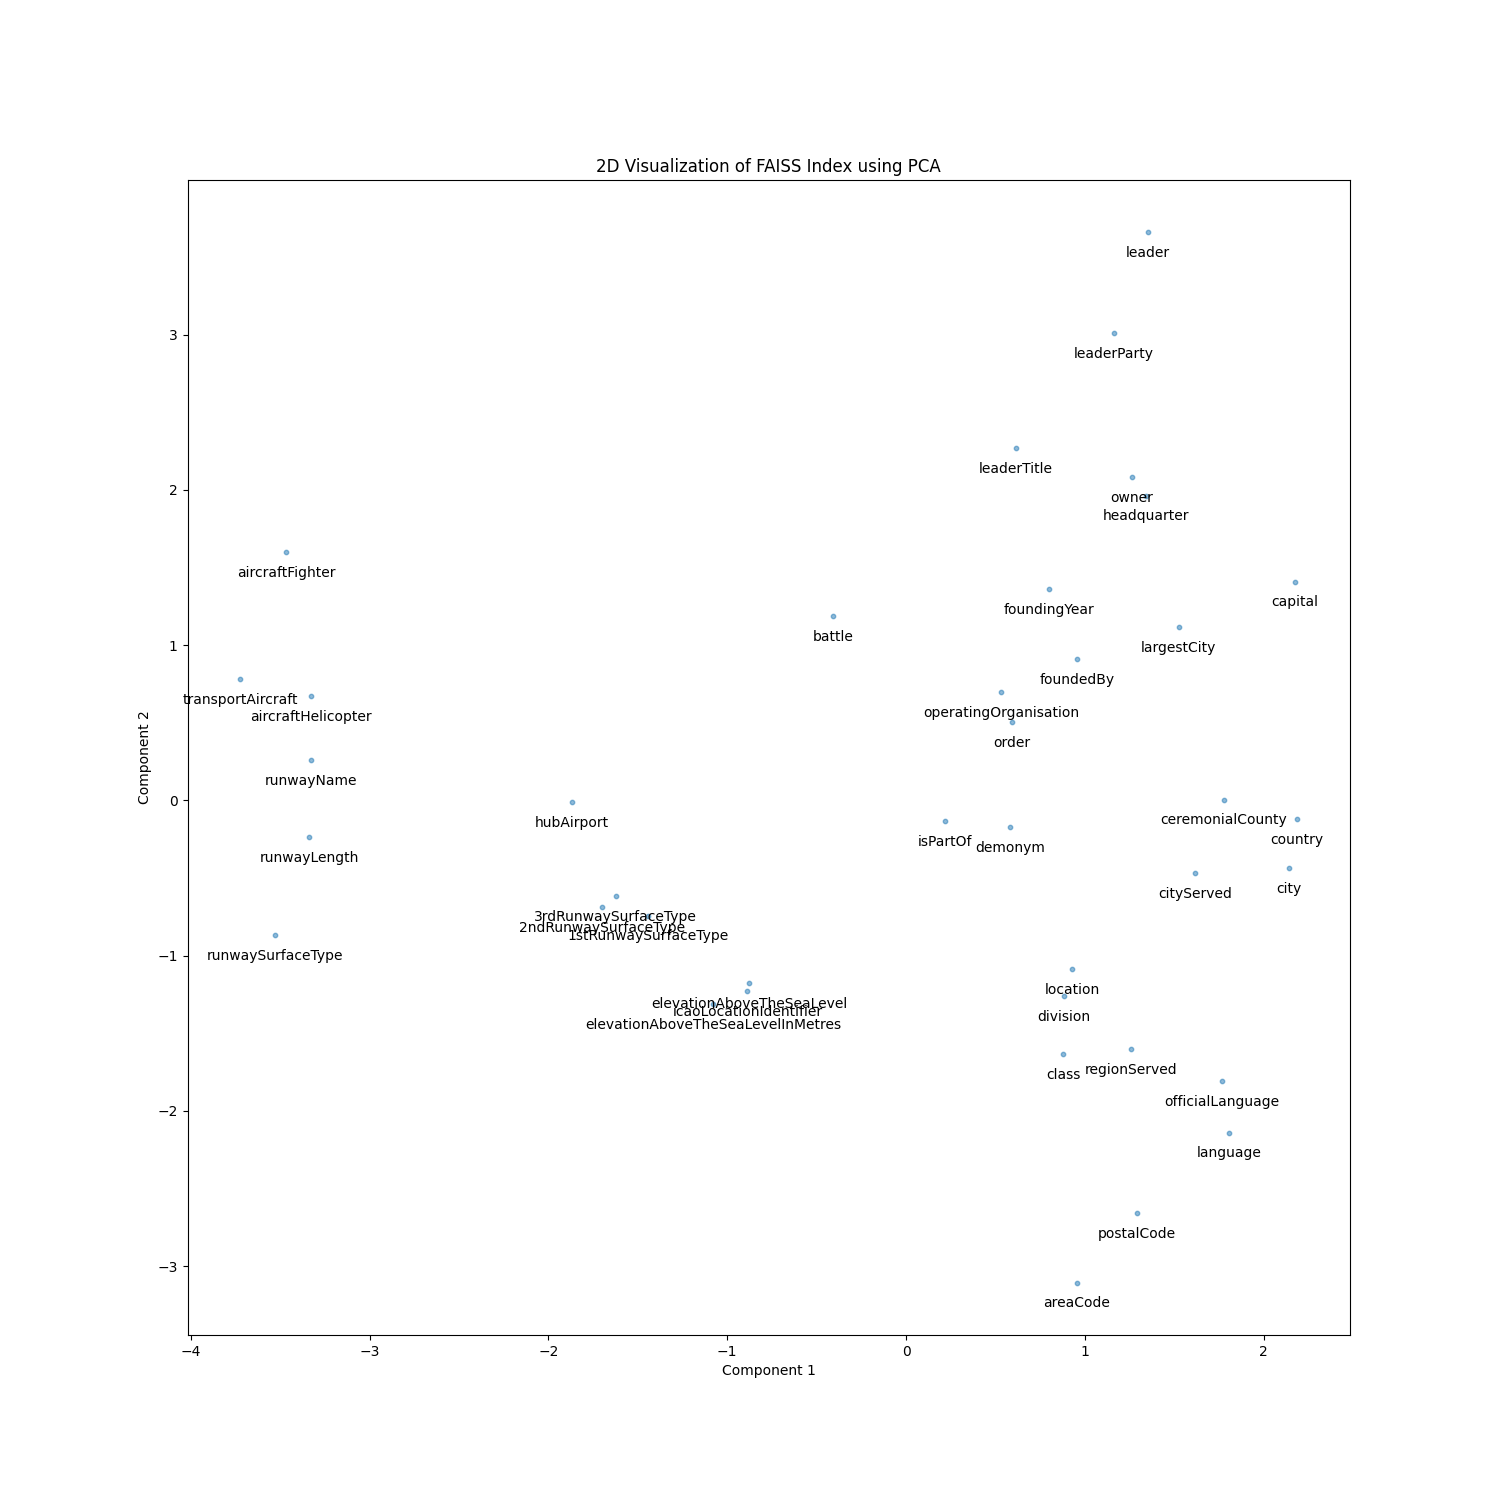 2D Visualization of FAISS Index using PCA
leader
leaderParty
leaderTitle
owner
headquarter
aircraftFighter
capital
foundingYear
battle
largestCity
foundedBy
transportAircraft
aircraftHelicopter
operatingOrganisation
order
runwayName
hubAirport
ceremonialCounty
country
isPartOf
demonym
runwayLength
city
cityServed
3rdRunwaySurfaceType
2ndRunwaySurfaceType
1stRunwaySurfaceType
runwaySurfaceType
location
elevationAboveTheSeaLevel
icaoLocationIdentifier
division
elevationAboveTheSeaLevelInMetres
regionServed
class
officialLanguage
language
postalCode
areaCode
3
2
1
0
−1
−2
−3
Component 2
−4 −3 −2 −1 0 1 2
Component 1